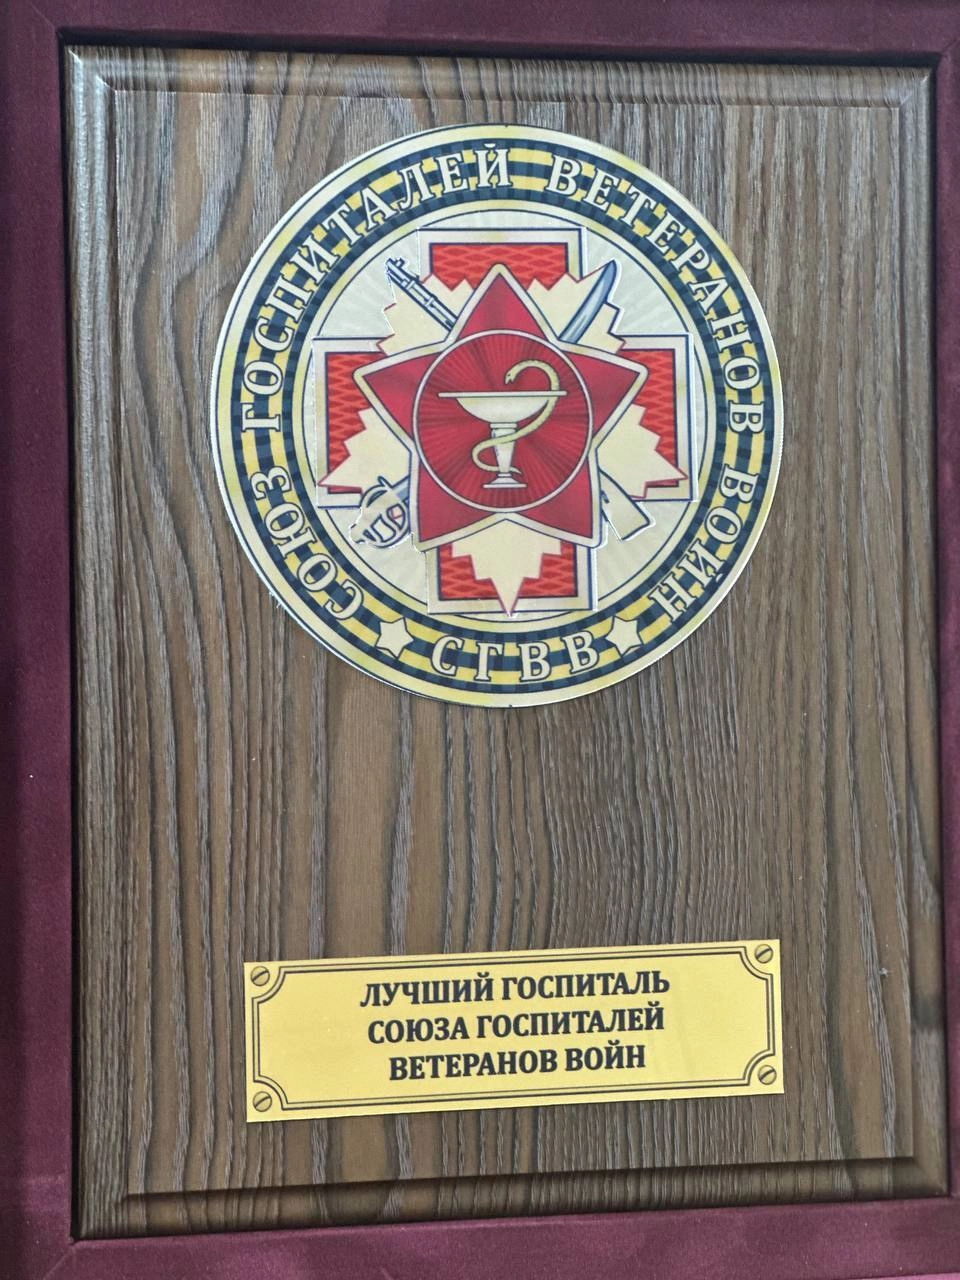 СОЮЗ ГОСПИТАЛЕЙ ВЕТЕРАНОВ ВОЙН
СГВВ
ЛУЧШИЙ ГОСПИТАЛЬ
СОЮЗА ГОСПИТАЛЕЙ
ВЕТЕРАНОВ ВОЙН